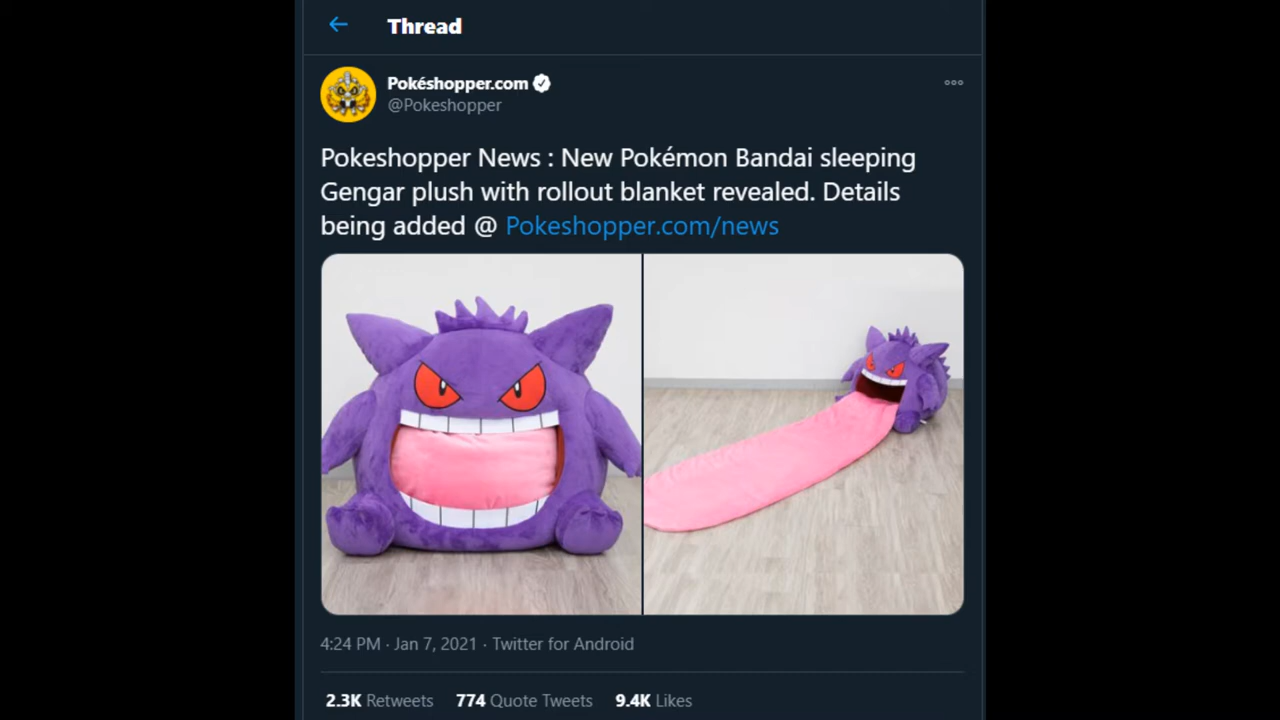 Thread
Pokéshopper.com
@Pokeshopper
Pokeshopper News : New Pokémon Bandai sleeping
Gengar plush with rollout blanket revealed. Details
being added @ Pokeshopper.com/news
4:24 PM · Jan 7, 2021 · Twitter for Android
2.3K Retweets 774 Quote Tweets 9.4K Likes